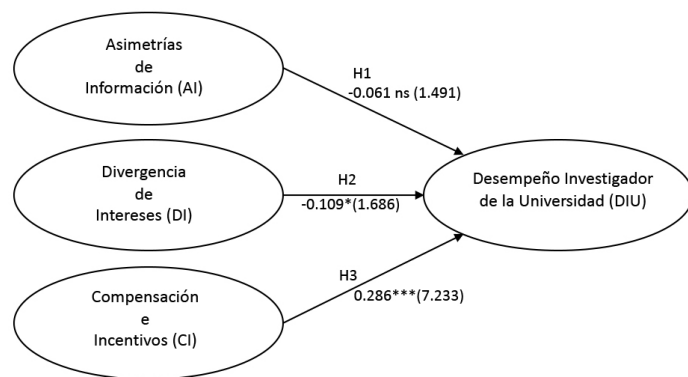 Asimetrías
de
Información (AI)
H1
-0.061 ns (1.491)
Divergencia
de
Intereses (DI)
H2
-0.109*(1.686)
Desempeño Investigador
de la Universidad (DIU)
Compensación
e
Incentivos (CI)
H3
0.286***(7.233)